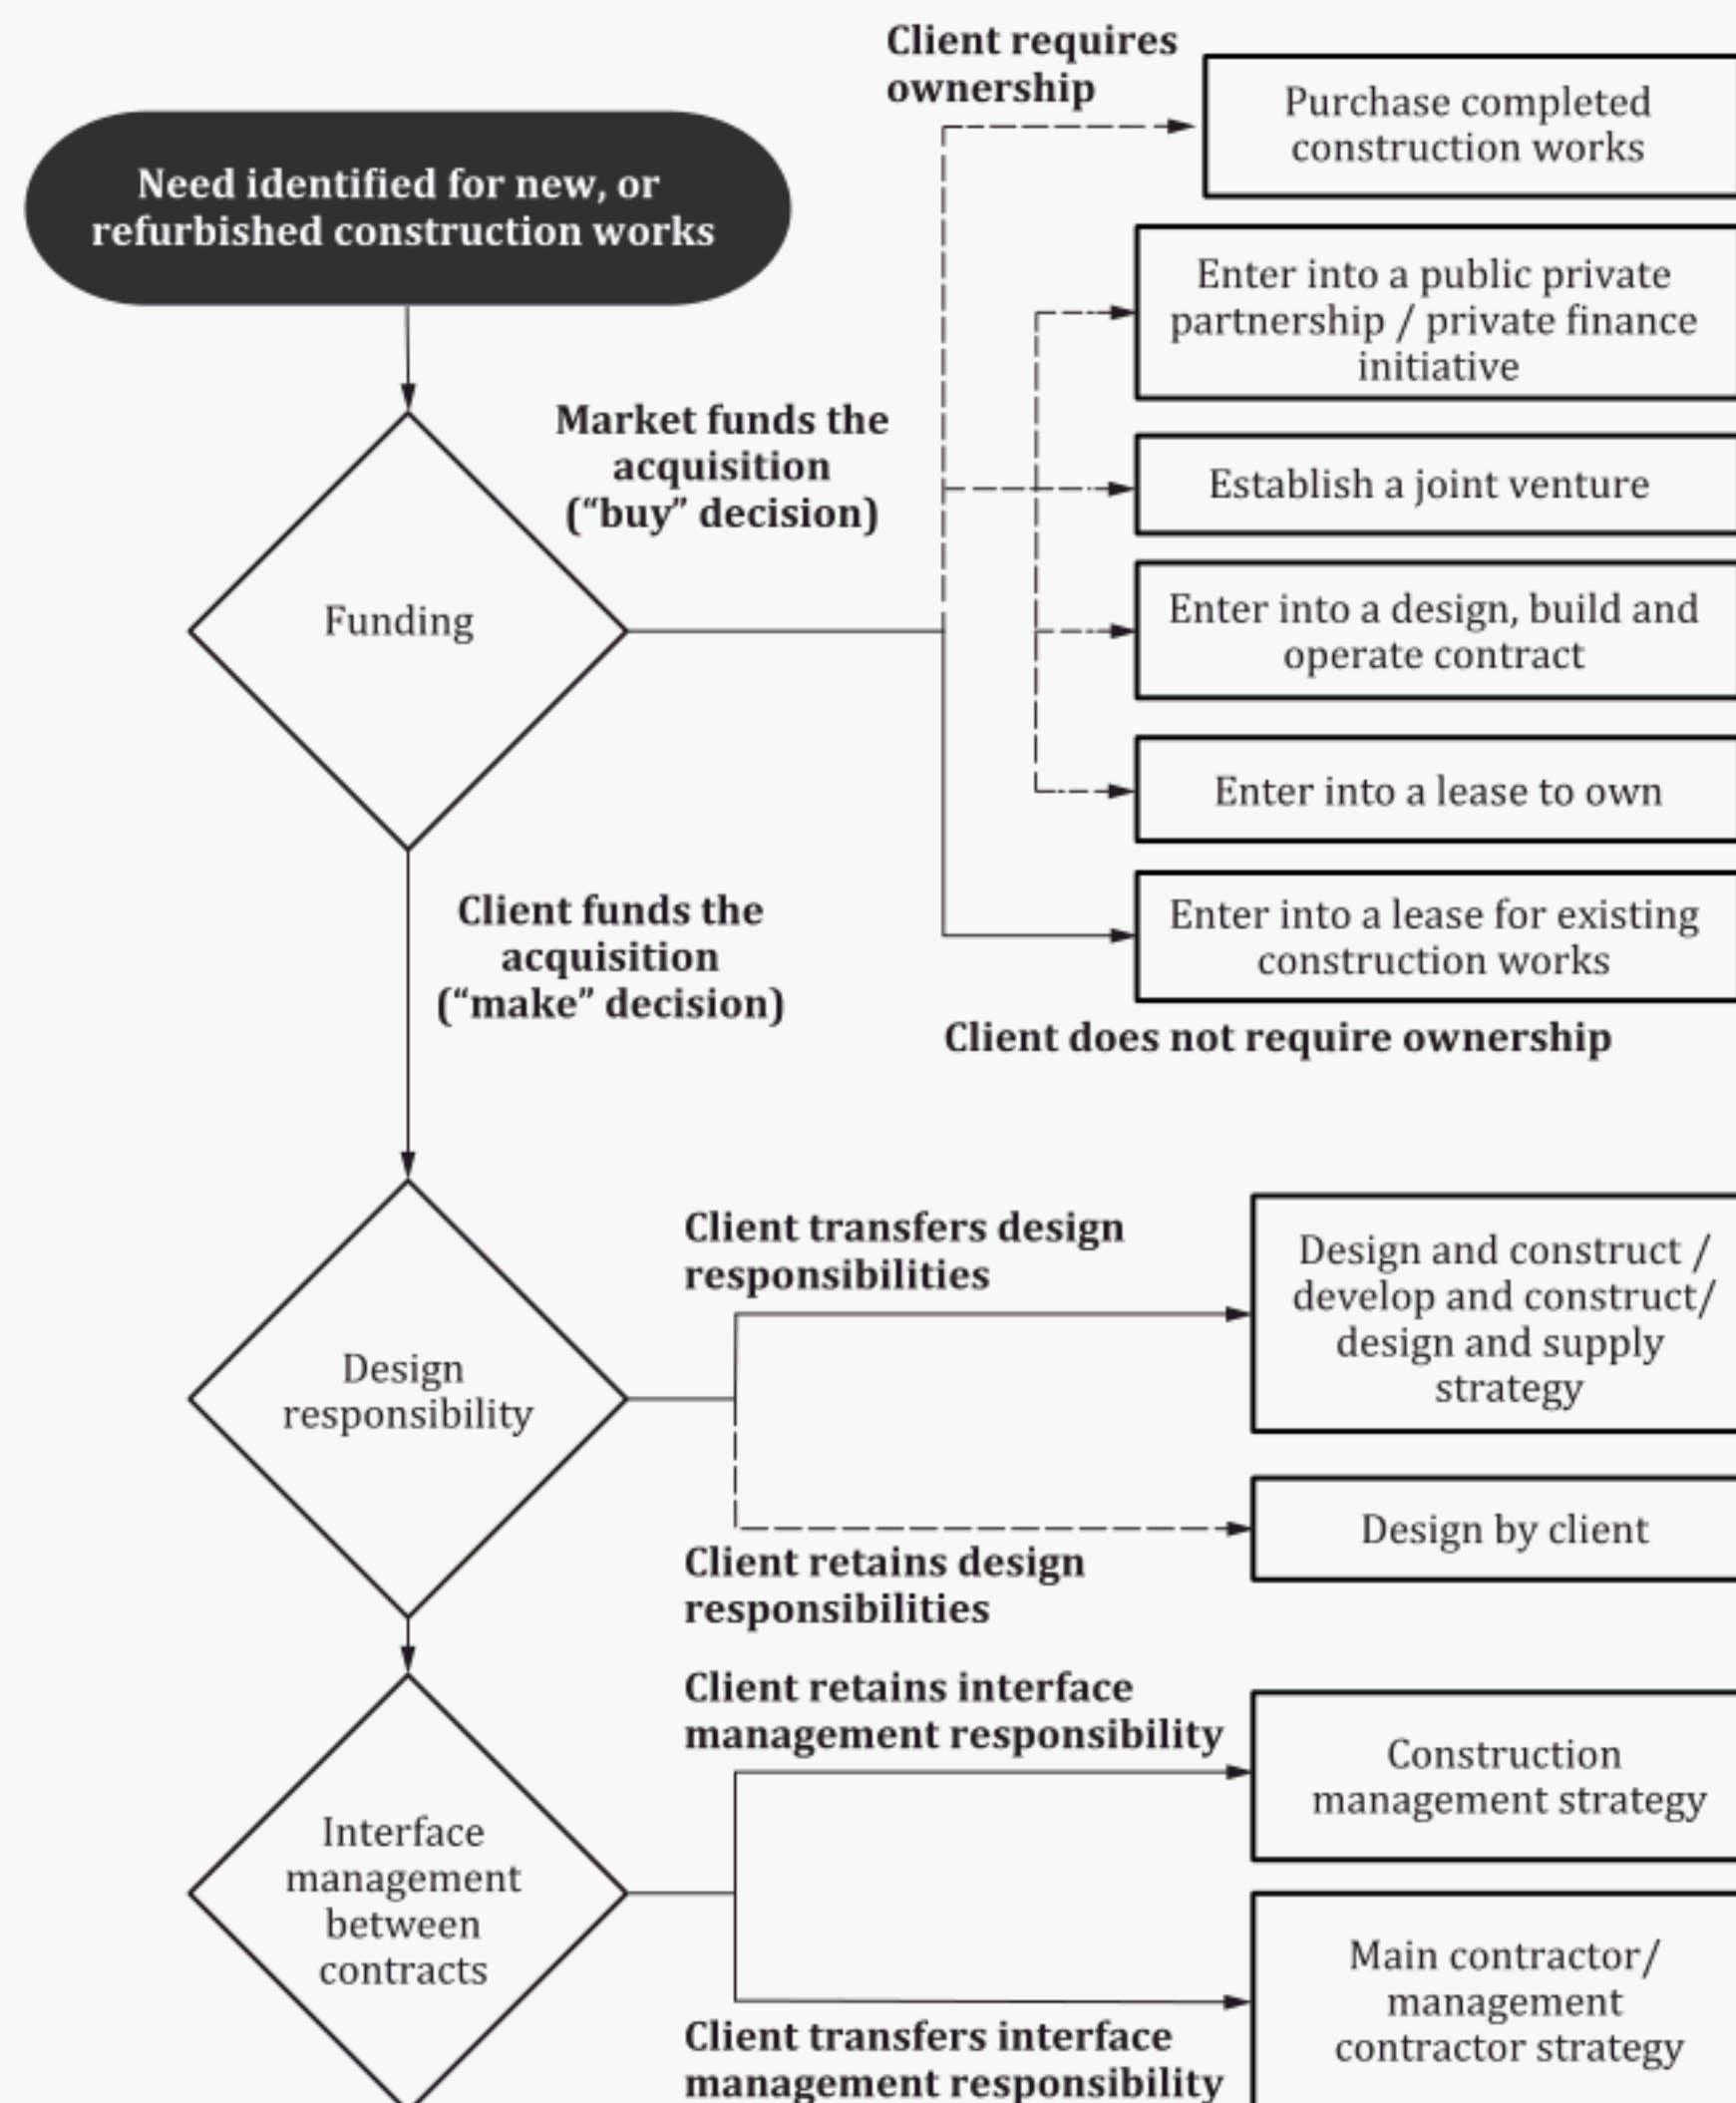 Client requires
ownership
Purchase completed
construction works
Need identified for new, or
refurbished construction works
Enter into a public private
partnership / private finance
initiative
Market funds the
acquisition
(“buy” decision)
Establish a joint venture
Funding
Enter into a design, build and
operate contract
Enter into a lease to own
Client funds the
acquisition
(“make” decision)
Enter into a lease for existing
construction works
Client does not require ownership
Client transfers design
responsibilities
Design and construct /
develop and construct/
design and supply
strategy
Design
responsibility
Design by client
Client retains design
responsibilities
Client retains interface
management responsibility
Construction
management strategy
Interface
management
between
contracts
Main contractor/
management
contractor strategy
Client transfers interface
management responsibility